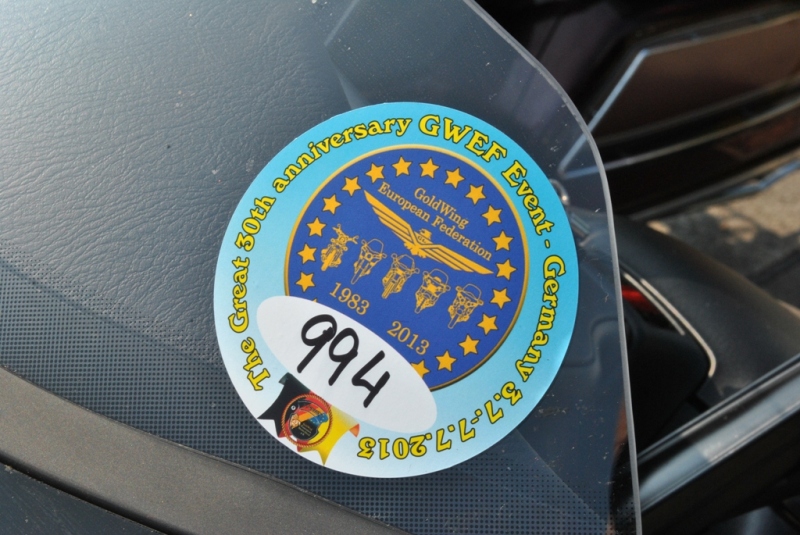 The Great 30th anniversary GWEF Event - Germany 3.7.-7.7.2013
GoldWing
European Federation
1983 2013
994